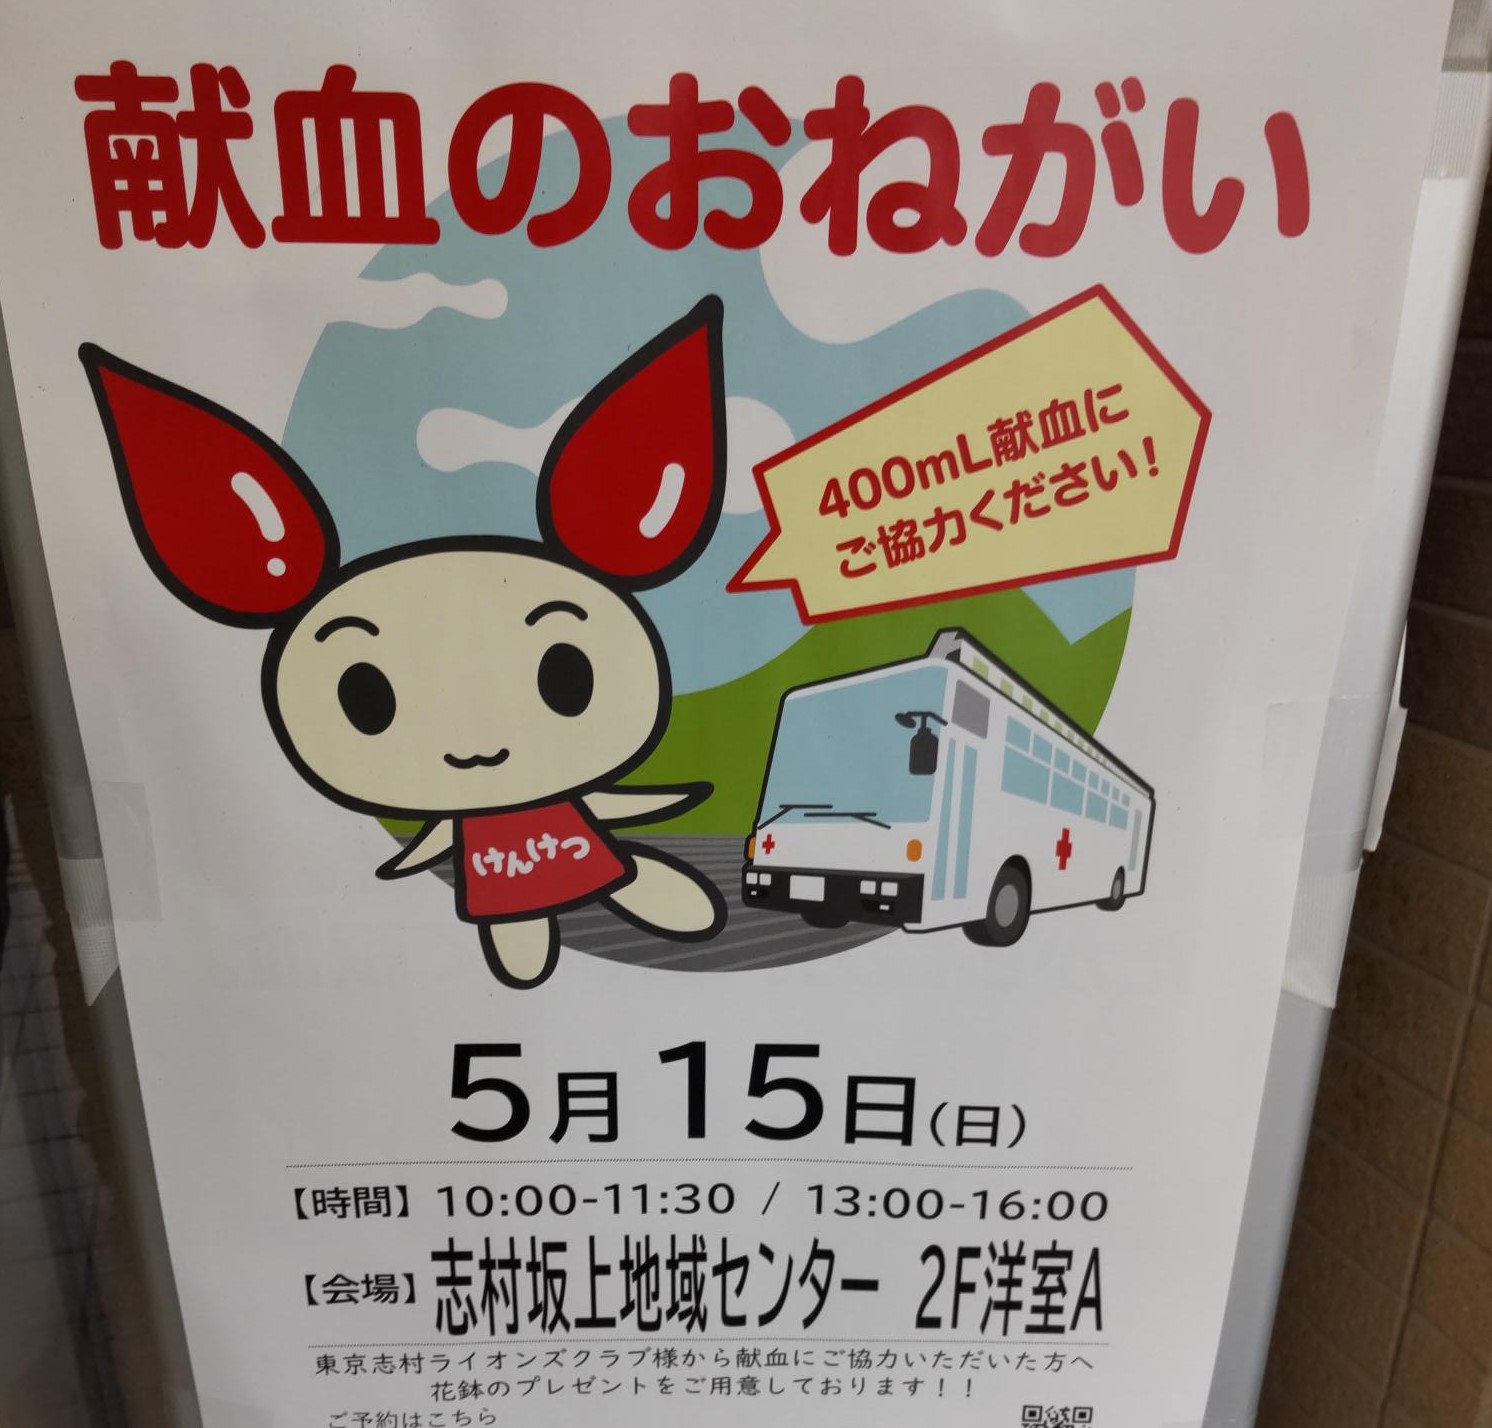 献血のおねがい
400mL献血に
ご協力ください!
けんけつ
5月15日(日)
【時間】10:00-11:30 / 13:00-16:00
【会場】志村坂上地域センター 2F洋室A
東京志村ライオンズクラブ様から献血にご協力いただいた方へ
花鉢のプレゼントをご用意しております!!
ご予約はこちら